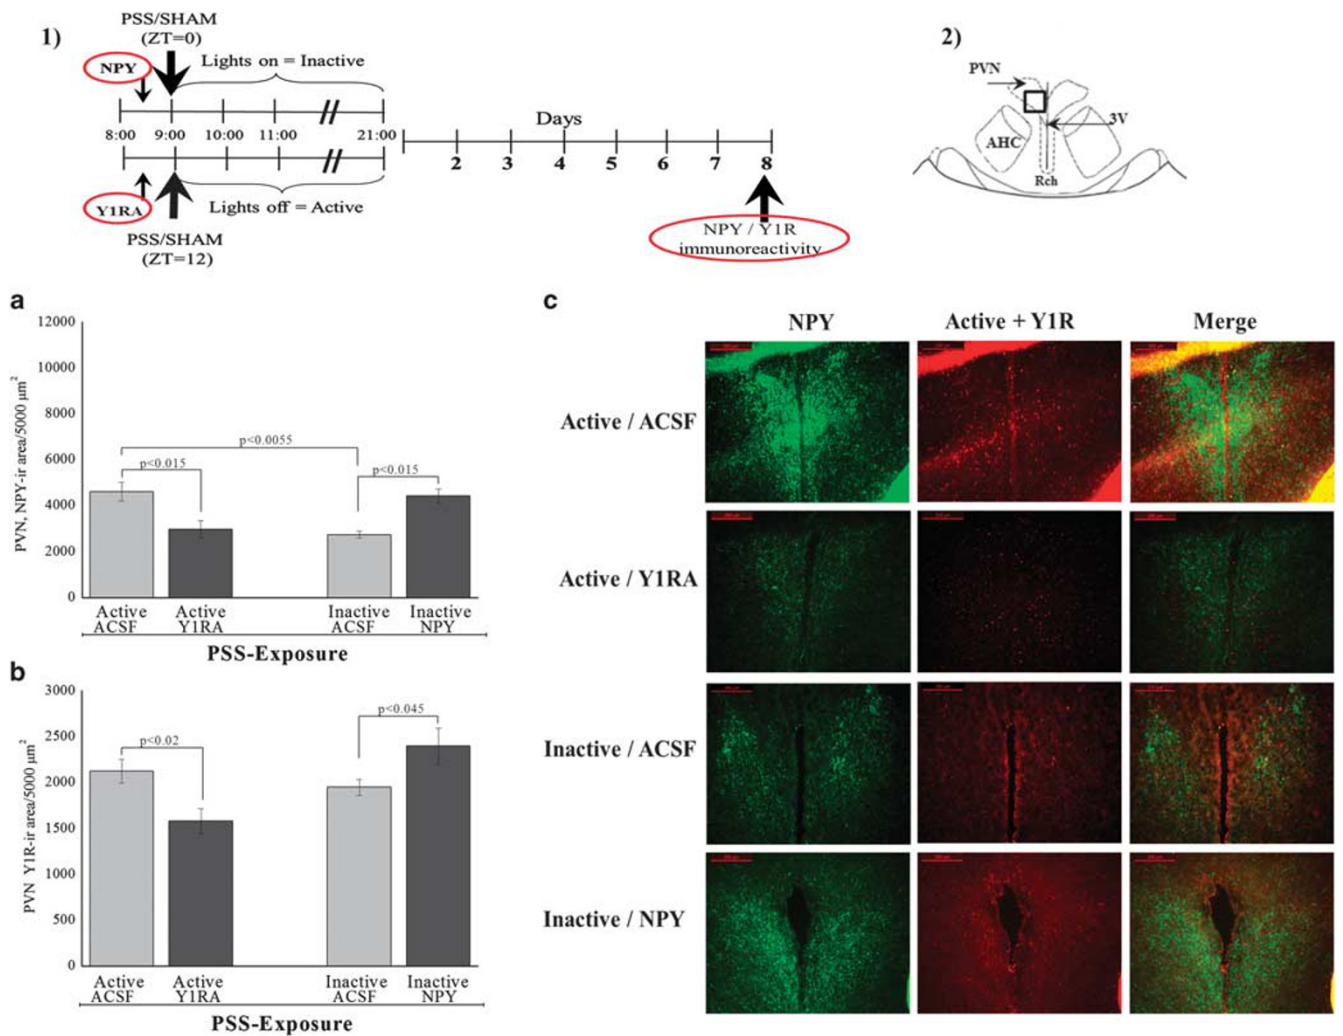 1)
PSS/SHAM
(ZT=0)
NPY
Lights on = Inactive
8:00 9:00 10:00 11:00 21:00
Y1RA
Lights off = Active
PSS/SHAM
(ZT=12)
Days
2 3 4 5 6 7 8
NPY / Y1R
immunoreactivity
2)
PVN
3V
AHC
Rch
a
PVN, NPY-ir area/5000 µm²
12000
10000
8000
6000
4000
2000
0
p<0.0055
p<0.015
p<0.015
Active ACSF
Active Y1RA
Inactive ACSF
Inactive NPY
PSS-Exposure
b
PVN Y1R-ir area/5000 µm²
3000
2500
2000
1500
1000
500
0
p<0.02
p<0.045
Active ACSF
Active Y1RA
Inactive ACSF
Inactive NPY
PSS-Exposure
c
NPY
Active + Y1R
Merge
Active / ACSF
Active / Y1RA
Inactive / ACSF
Inactive / NPY